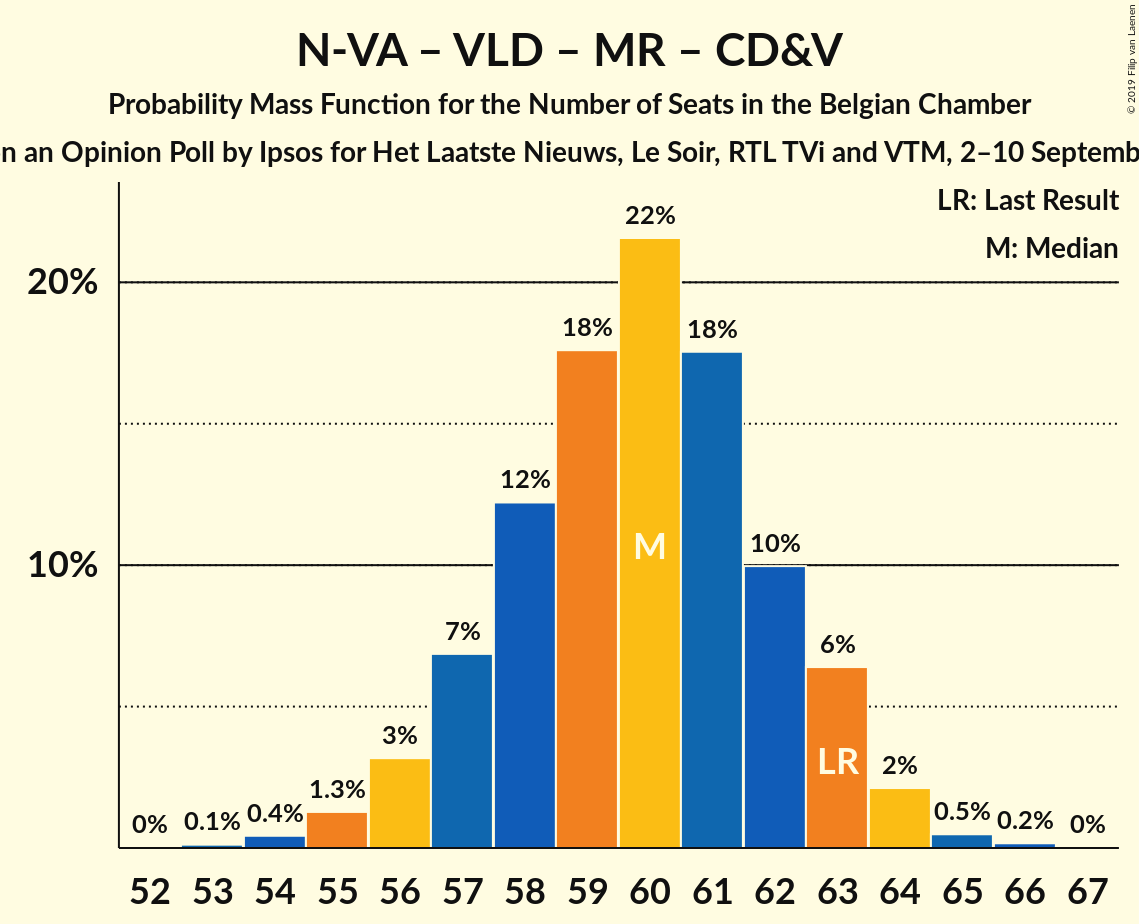 N-VA – VLD – MR – CD&V
Probability Mass Function for the Number of Seats in the Belgian Chamber
an Opinion Poll by Ipsos for Het Laatste Nieuws, Le Soir, RTL TVi and VTM, 2–10
© 2019 Filip van Laenen
LR: Last Result
M: Median
22%
20%
18%
18%
12%
M
10%
10%
7%
6%
3%
LR
2%
1.3%
0.5%
0.4%
0.2%
0.1%
0%
0%
52 53 54 55 56 57 58 59 60 61 62 63 64 65 66 67